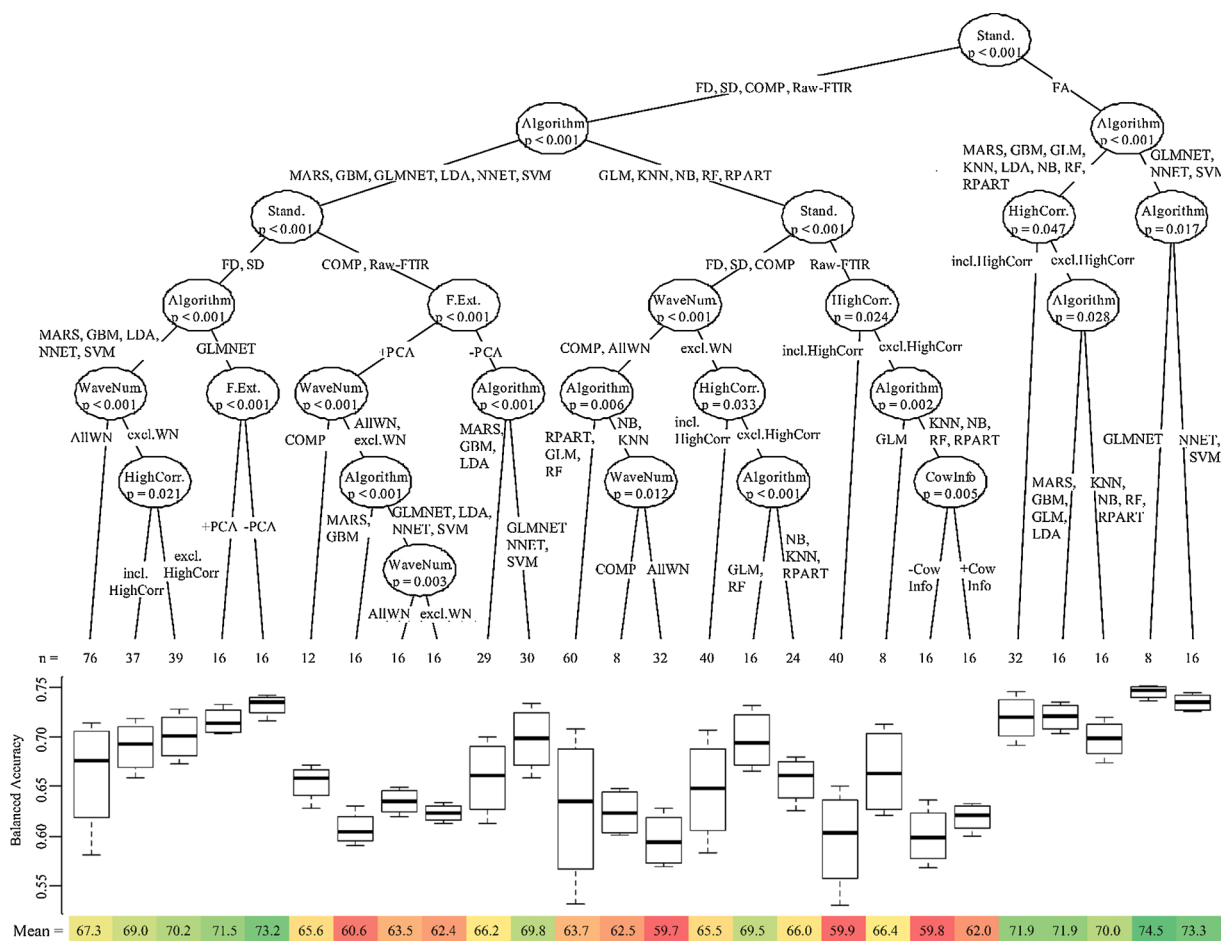 Stand.
p < 0.001
FD, SD, COMP, Raw-FTIR
FA
Algorithm
p < 0.001
Algorithm
p < 0.001
MARS, GBM, GLMNET, LDA, NNET, SVM
GLM, KNN, NB, RF, RPART
MARS, GBM, GLM,
KNN, LDA, NB, RF,
RPART
GLMNET,
NNET, SVM
Stand.
p < 0.001
Stand.
p < 0.001
HighCorr.
p = 0.047
Algorithm
p = 0.017
FD, SD
COMP, Raw-FTIR
FD, SD, COMP
Raw-FTIR
incl.HighCorr
excl.HighCorr
Algorithm
p < 0.001
F.Ext.
p < 0.001
WaveNum.
p < 0.001
HighCorr.
p = 0.024
Algorithm
p = 0.028
MARS, GBM, LDA,
NNET, SVM
GLMNET
+PCA
-PCA
COMP, AllWN
excl.WN
incl.HighCorr
excl.HighCorr
WaveNum.
p < 0.001
F.Ext.
p < 0.001
WaveNum.
p < 0.001
Algorithm
p < 0.001
Algorithm
p = 0.006
HighCorr.
p = 0.033
Algorithm
p = 0.002
AllWN
excl.WN
COMP
AllWN,
excl.WN
MARS,
GBM,
LDA
RPART,
GLM,
RF
NB,
KNN
incl.
HighCorr
excl.HighCorr
GLM
KNN, NB,
RF, RPART
GLMNET
NNET,
SVM
HighCorr.
p = 0.021
Algorithm
p < 0.001
WaveNum.
p = 0.012
Algorithm
p < 0.001
CowInfo
p = 0.005
MARS,
GBM,
GLM,
LDA
KNN,
NB, RF,
RPART
+PCA
-PCA
MARS,
GBM
GLMNET, LDA,
NNET, SVM
GLMNET
NNET,
SVM
incl.
HighCorr
excl.
HighCorr
WaveNum.
p = 0.003
COMP
AllWN
GLM,
RF
NB,
KNN,
RPART
-Cow
Info
+Cow
Info
AllWN
excl.WN
n = 76 37 39 16 16 12 16 16 16 29 30 60 8 32 40 16 24 40 8 16 16 32 16 16 8 16
Balanced Accuracy
0.75
0.70
0.65
0.60
0.55
Mean = 67.3 69.0 70.2 71.5 73.2 65.6 60.6 63.5 62.4 66.2 69.8 63.7 62.5 59.7 65.5 69.5 66.0 59.9 66.4 59.8 62.0 71.9 71.9 70.0 74.5 73.3